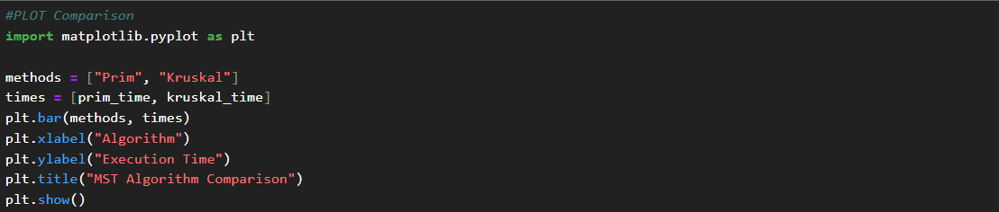 #PLOT Comparison
import matplotlib.pyplot as plt
methods = ["Prim", "Kruskal"]
times = [prim_time, kruskal_time]
plt.bar(methods, times)
plt.xlabel("Algorithm")
plt.ylabel("Execution Time")
plt.title("MST Algorithm Comparison")
plt.show()